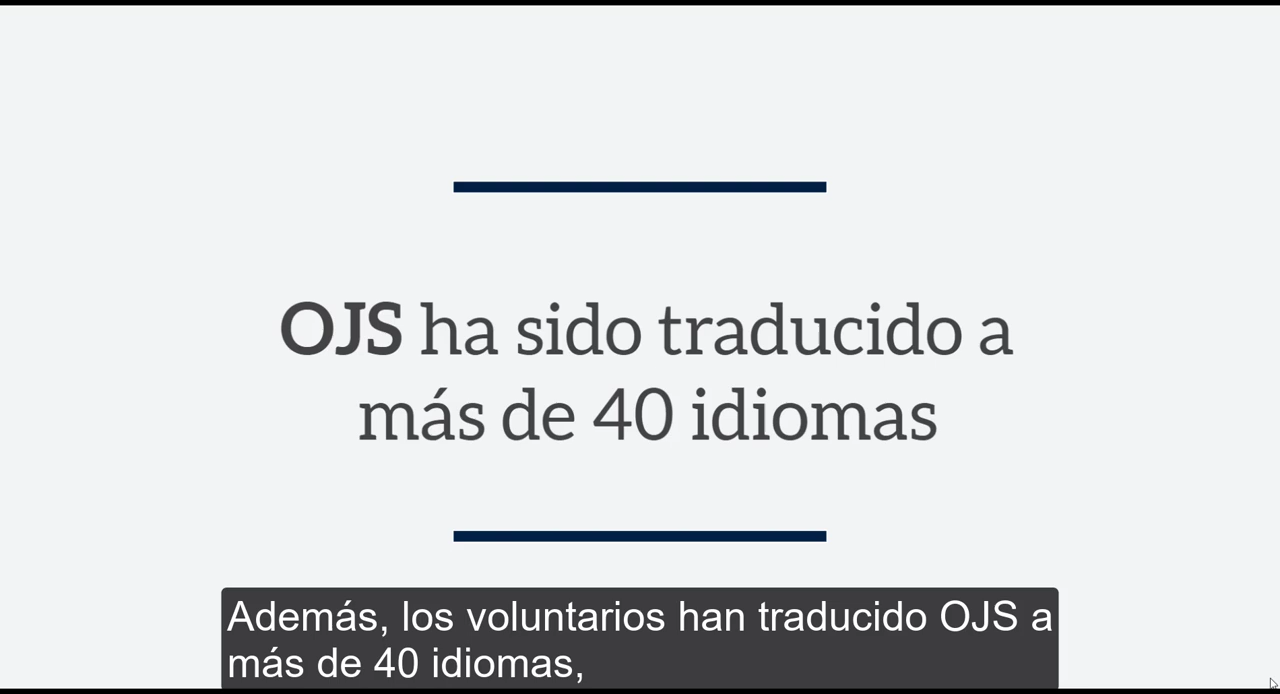 OJS ha sido traducido a
más de 40 idiomas
Además, los voluntarios han traducido OJS a
más de 40 idiomas,